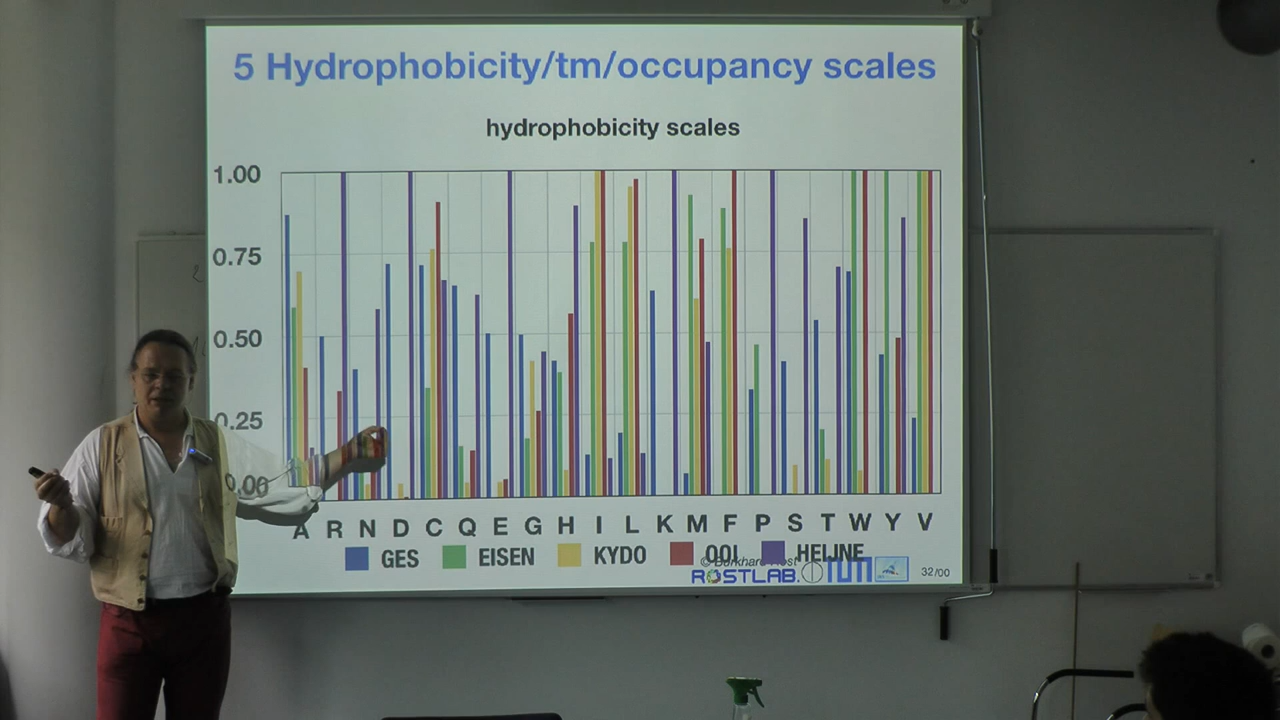 5 Hydrophobicity/tm/occupancy scales
hydrophobicity scales
1.00
0.75
0.50
0.25
0.00
A R N D C Q E G H I L K M F P S T W Y V
GES EISEN KYDO OOI HEIJNE
© Burkhard Rost
ROSTLAB. TUM
32/00